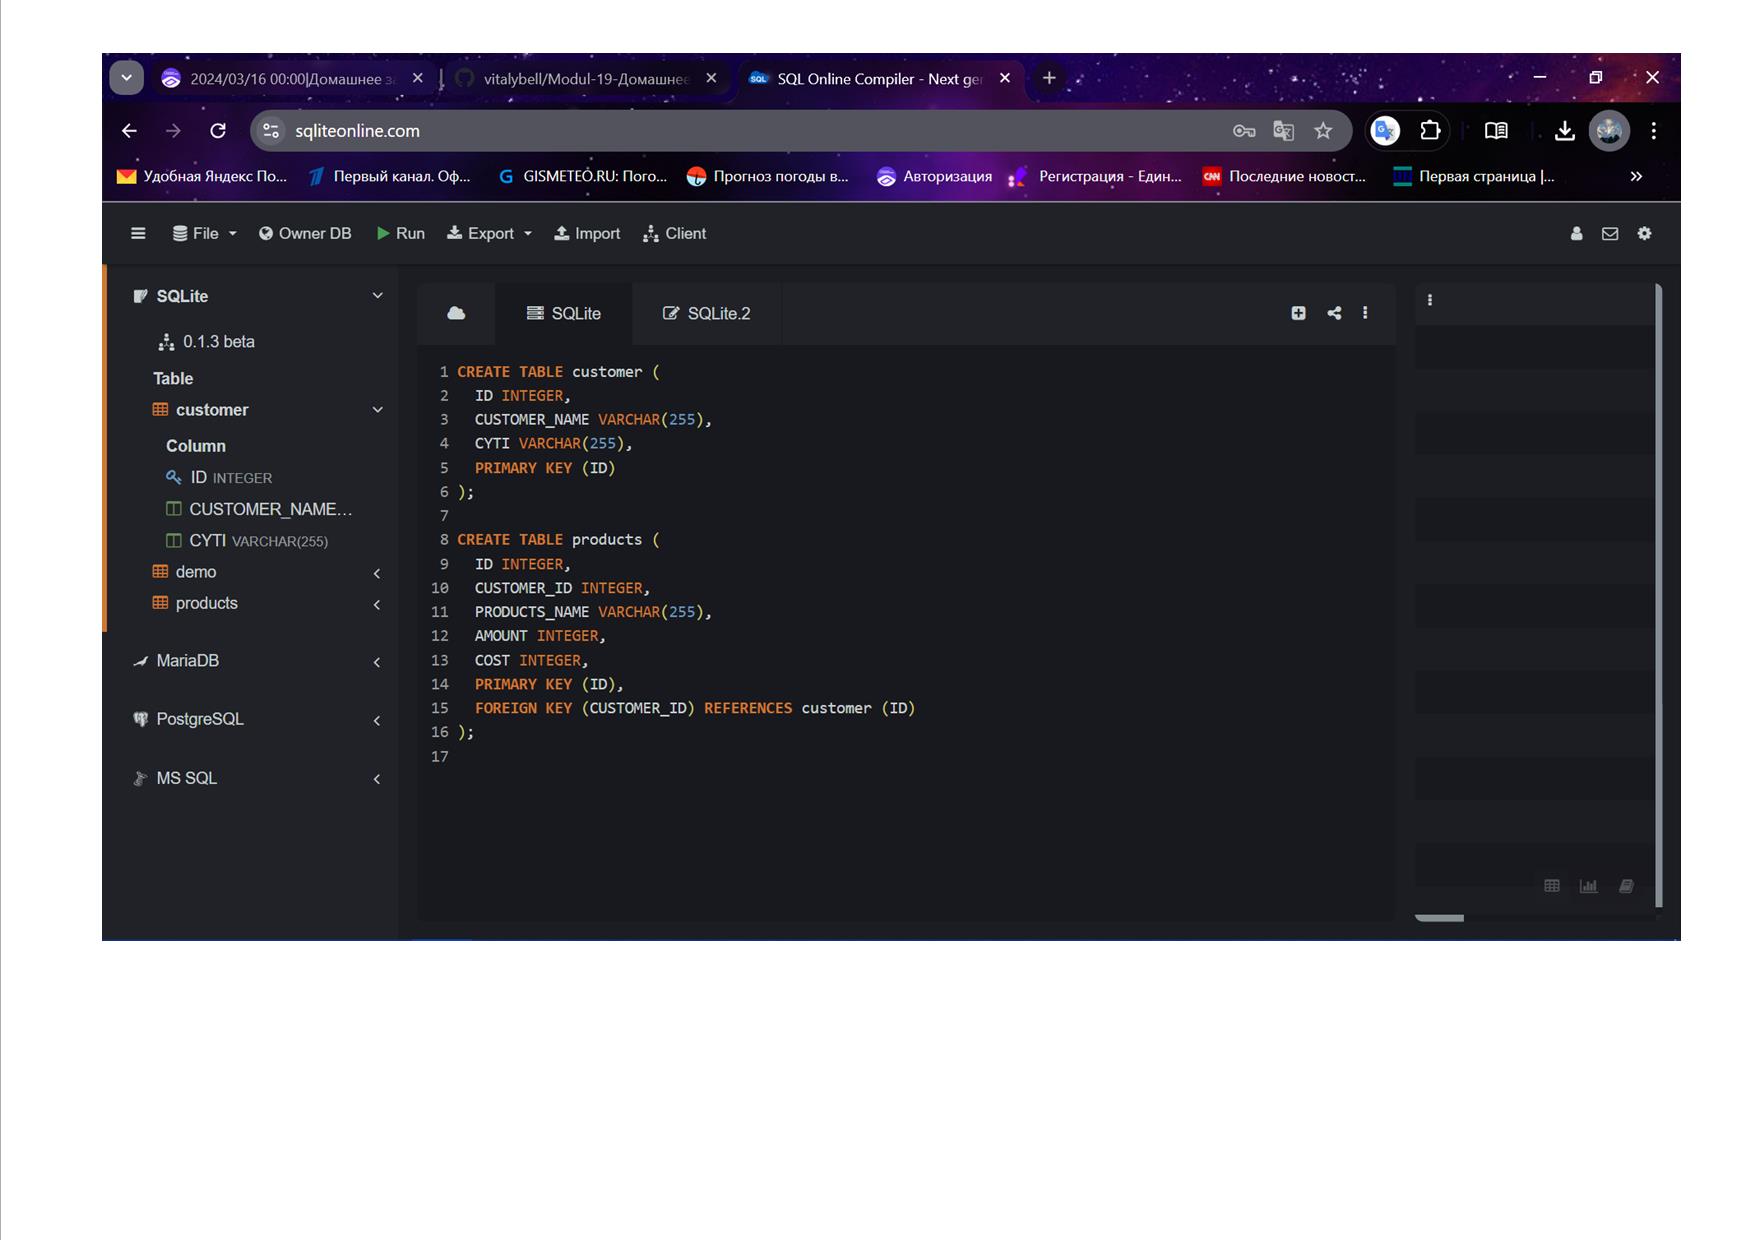 2024/03/16 00:00|Домашнее за
vitalybell/Modul-19-Домашнее
SQL Online Compiler - Next ger
sqliteonline.com
Удобная Яндекс По...
Первый канал. Оф...
GISMETEO.RU: Пого...
Прогноз погоды в...
Авторизация
Регистрация - Един...
CNN
Последние новост...
Первая страница |...
File
Owner DB
Run
Export
Import
Client
SQLite
0.1.3 beta
Table
customer
Column
ID INTEGER
CUSTOMER_NAME...
CYTI VARCHAR(255)
demo
products
MariaDB
PostgreSQL
MS SQL
SQLite
SQLite.2
1 CREATE TABLE customer (
2 ID INTEGER,
3 CUSTOMER_NAME VARCHAR(255),
4 CYTI VARCHAR(255),
5 PRIMARY KEY (ID)
6 );
7
8 CREATE TABLE products (
9 ID INTEGER,
10 CUSTOMER_ID INTEGER,
11 PRODUCTS_NAME VARCHAR(255),
12 AMOUNT INTEGER,
13 COST INTEGER,
14 PRIMARY KEY (ID),
15 FOREIGN KEY (CUSTOMER_ID) REFERENCES customer (ID)
16 );
17